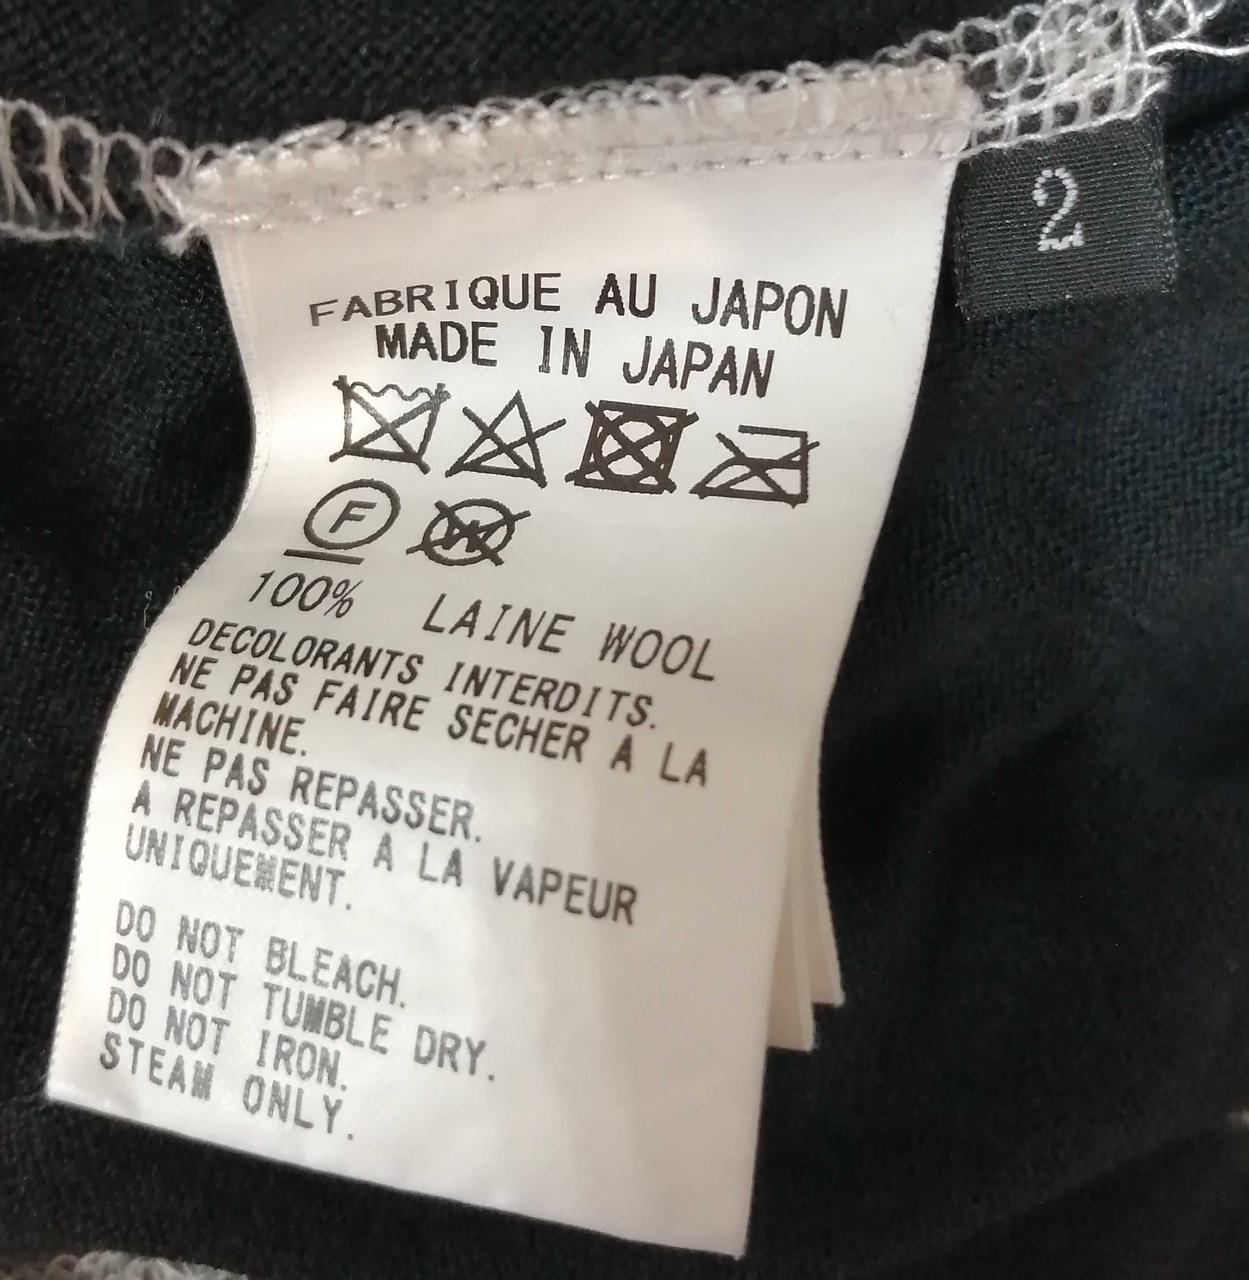 2
FABRIQUE AU JAPON
MADE IN JAPAN
F W
100% LAINE WOOL
DECOLORANTS INTERDITS.
NE PAS FAIRE SECHER A LA
MACHINE.
NE PAS REPASSER.
A REPASSER A LA VAPEUR
UNIQUEMENT.
DO NOT BLEACH.
DO NOT TUMBLE DRY.
DO NOT IRON.
STEAM ONLY.